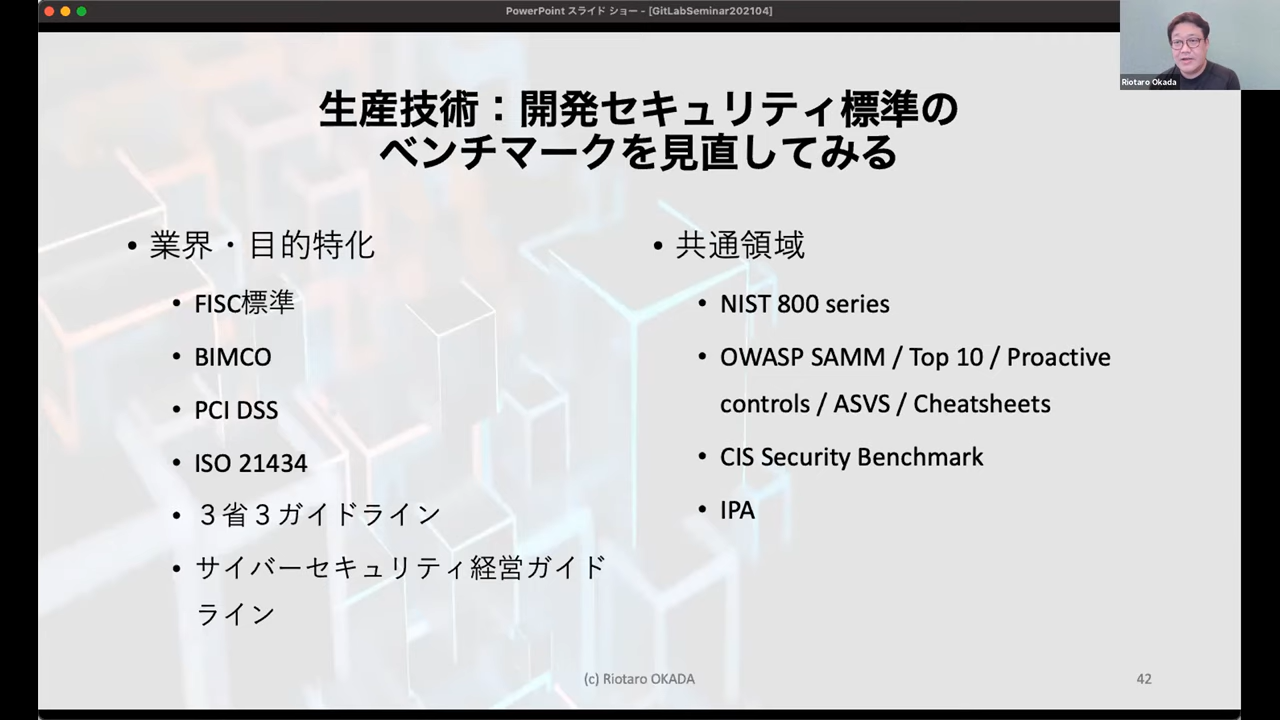 PowerPoint スライド ショー - [GitLabSeminar202104]
Riotaro Okada
生産技術：開発セキュリティ標準の
ベンチマークを見直してみる
• 業界・目的特化
• FISC標準
• BIMCO
• PCI DSS
• ISO 21434
• ３省３ガイドライン
• サイバーセキュリティ経営ガイド
ライン
• 共通領域
• NIST 800 series
• OWASP SAMM / Top 10 / Proactive
controls / ASVS / Cheatsheets
• CIS Security Benchmark
• IPA
(c) Riotaro OKADA
42